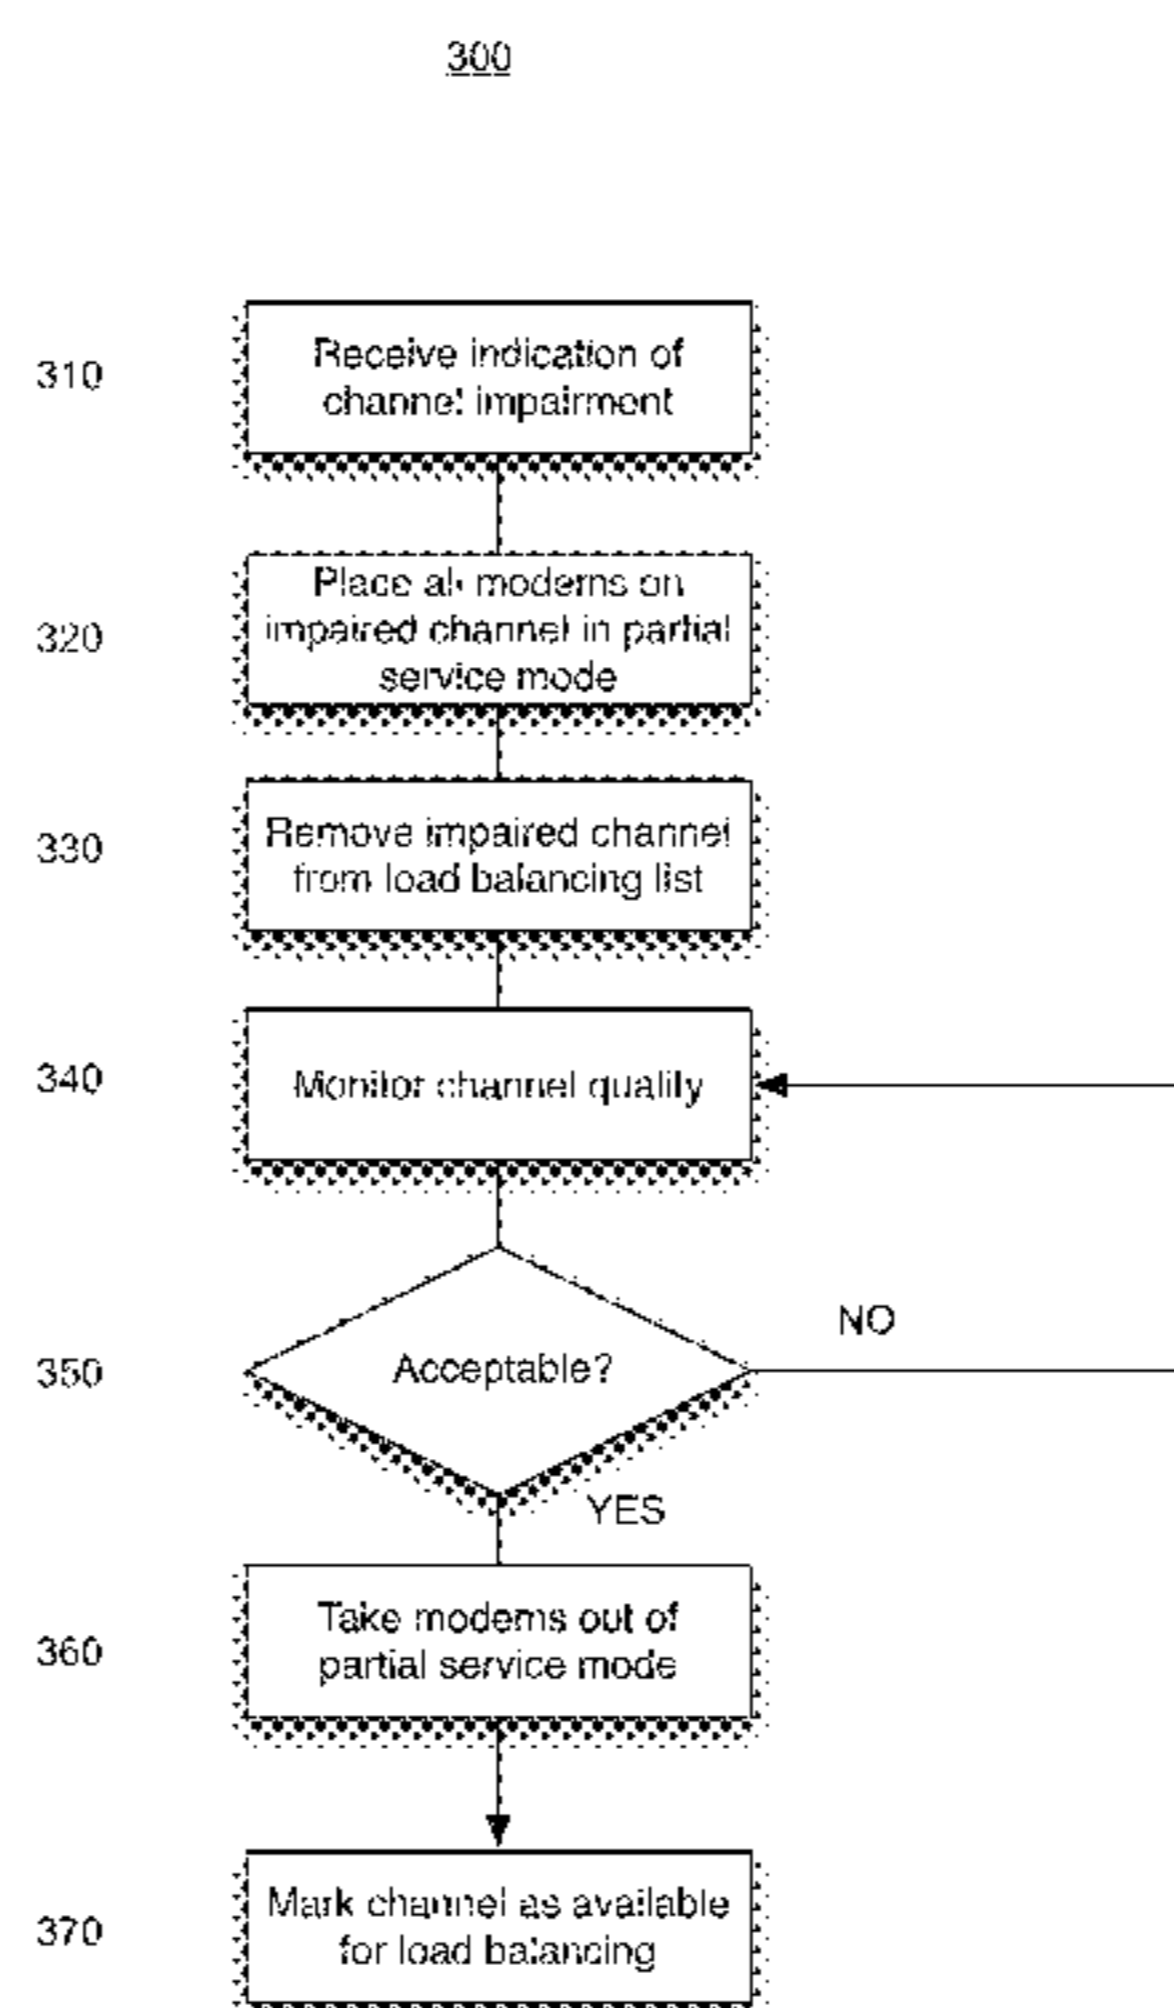 300
310
Receive indication of
channel impairment
320
Place all modems on
impaired channel in partial
service mode
330
Remove impaired channel
from load balancing list
340
Monitor channel quality
350
Acceptable?
NO
YES
360
Take modems out of
partial service mode
370
Mark channel as available
for load balancing